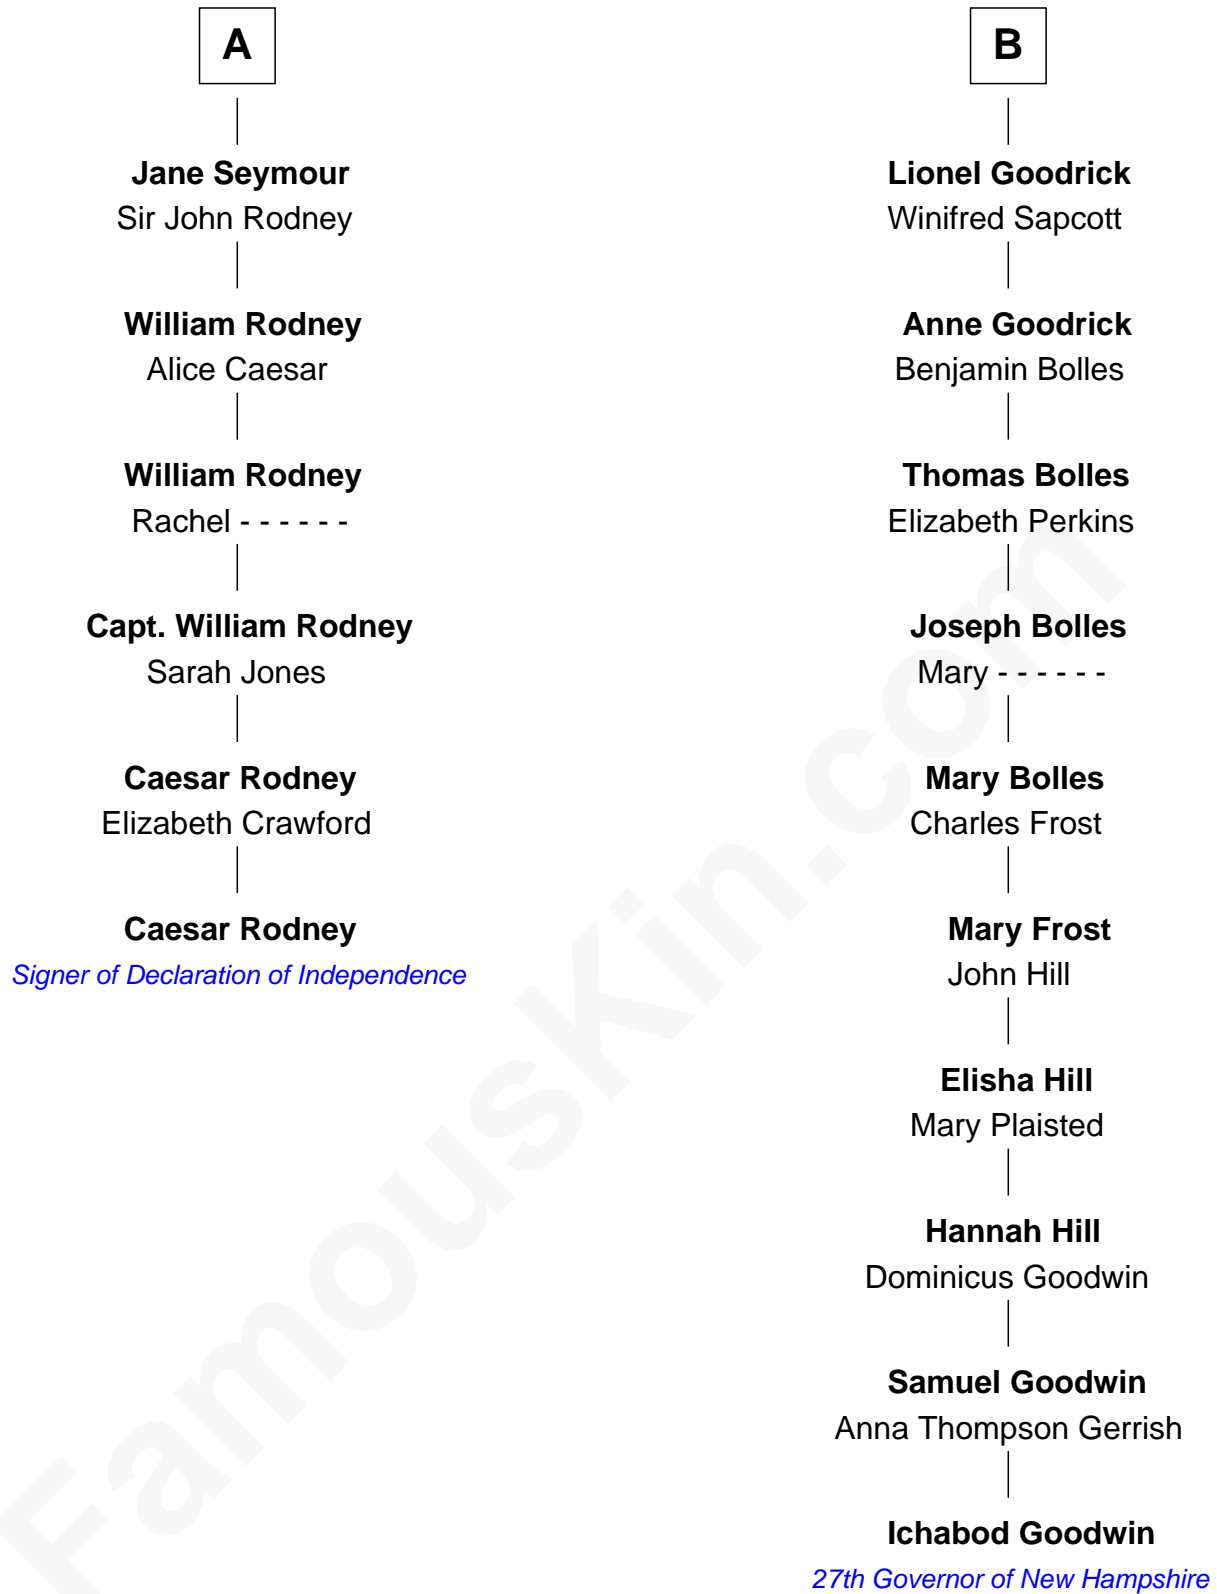 A
Jane Seymour
Sir John Rodney
William Rodney
Alice Caesar
William Rodney
Rachel - - - - - -
Capt. William Rodney
Sarah Jones
Caesar Rodney
Elizabeth Crawford
Caesar Rodney
Signer of Declaration of Independence
B
Lionel Goodrick
Winifred Sapcott
Anne Goodrick
Benjamin Bolles
Thomas Bolles
Elizabeth Perkins
Joseph Bolles
Mary - - - - - -
Mary Bolles
Charles Frost
Mary Frost
John Hill
Elisha Hill
Mary Plaisted
Hannah Hill
Dominicus Goodwin
Samuel Goodwin
Anna Thompson Gerrish
Ichabod Goodwin
27th Governor of New Hampshire
FamousKin.com